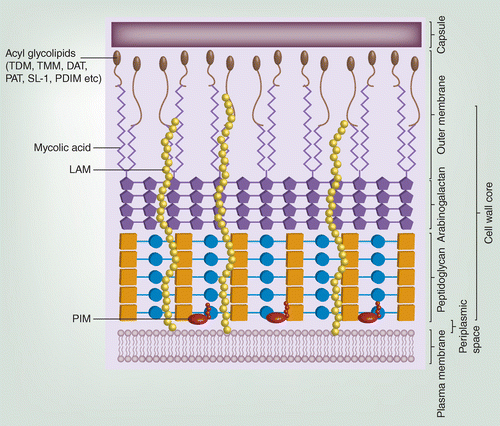 Acyl glycolipids
(TDM, TMM, DAT,
PAT, SL-1, PDIM etc)
Mycolic acid
LAM
PIM
Capsule
Outer membrane
Arabinogalactan
Peptidoglycan
Plasma membrane
Cell wall core
Periplasmic
space